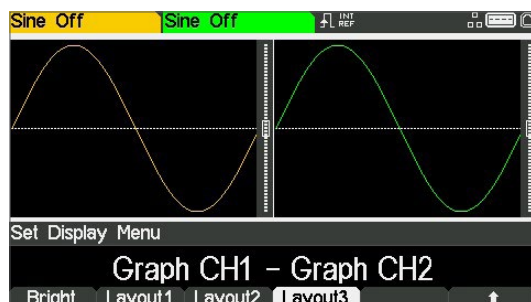 Sine Off Sine Off INT
REF
Set Display Menu
Graph CH1 – Graph CH2
Bright Layout1 Layout2 Layout3